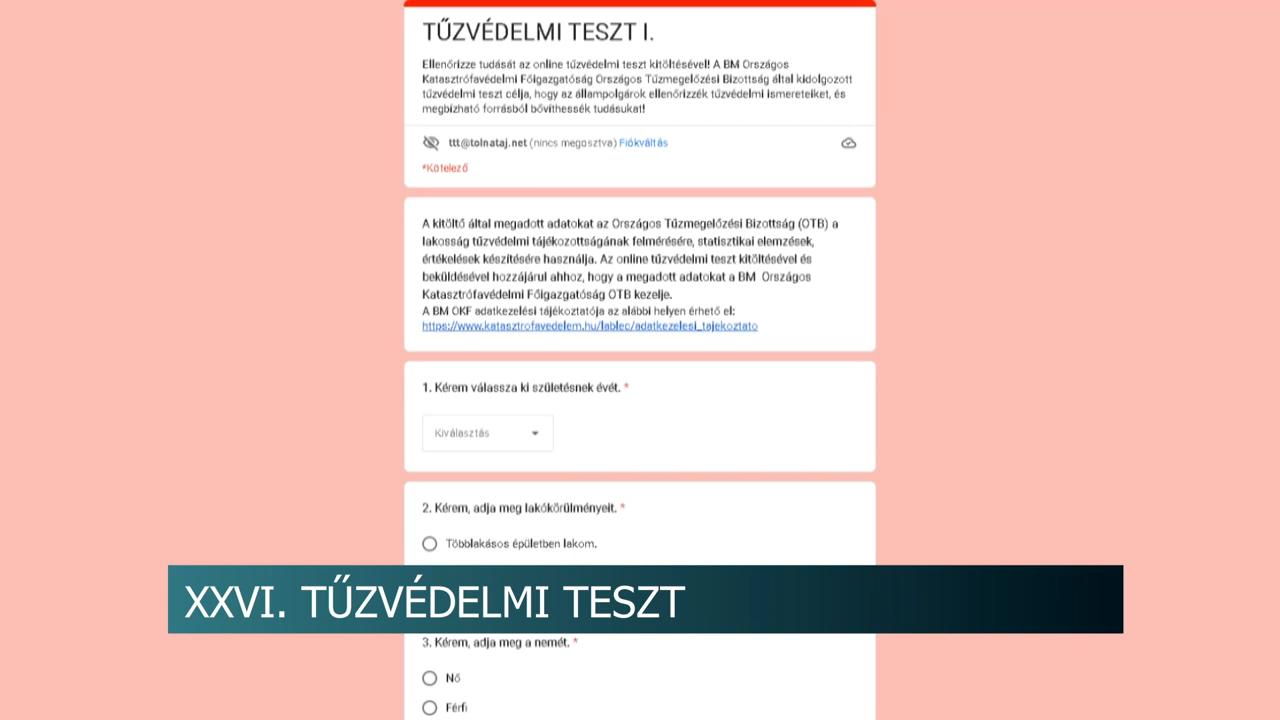 TŰZVÉDELMI TESZT I.
Ellenőrizze tudását az online tűzvédelmi teszt kitöltésével! A BM Országos
Katasztrófavédelmi Főigazgatóság Országos Tűzmegelőzési Bizottság által kidolgozott
tűzvédelmi teszt célja, hogy az állampolgárok ellenőrizzék tűzvédelmi ismereteiket, és
megbízható forrásból bővíthessék tudásukat!
ttt@tolnataj.net (nincs megosztva) Fiókváltás
*Kötelező
A kitöltő által megadott adatokat az Országos Tűzmegelőzési Bizottság (OTB) a
lakosság tűzvédelmi tájékozottságának felmérésére, statisztikai elemzések,
értékelések készítésére használja. Az online tűzvédelmi teszt kitöltésével és
beküldésével hozzájárul ahhoz, hogy a megadott adatokat a BM Országos
Katasztrófavédelmi Főigazgatóság OTB kezelje.
A BM OKF adatkezelési tájékoztatója az alábbi helyen érhető el:
https://www.katasztrofavedelem.hu/lablec/adatkezelesi_tajekoztato
1. Kérem válassza ki születésnek évét. *
Kiválasztás
2. Kérem, adja meg lakókörülményeit. *
Többlakásos épületben lakom.
XXVI. TŰZVÉDELMI TESZT
3. Kérem, adja meg a nemét. *
Nő
Férfi